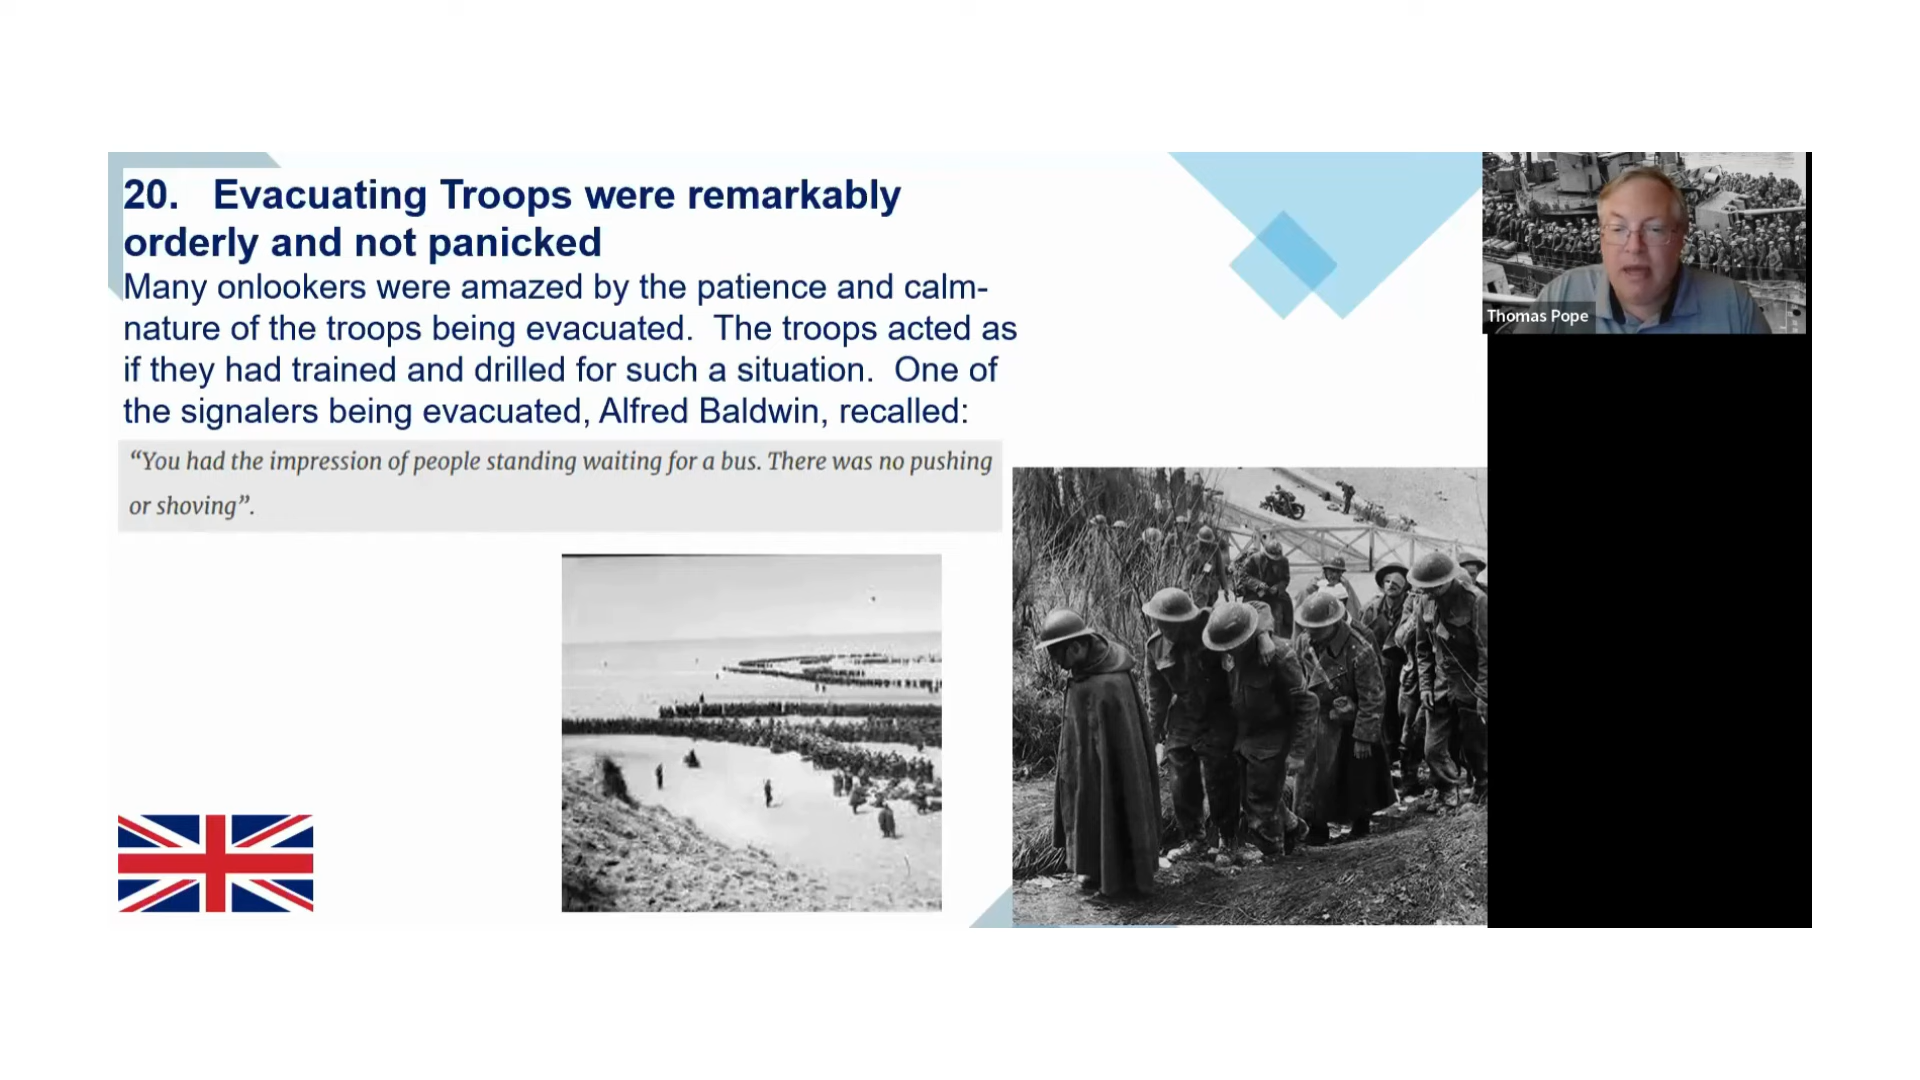 20. Evacuating Troops were remarkably
orderly and not panicked
Many onlookers were amazed by the patience and calm-
nature of the troops being evacuated. The troops acted as
if they had trained and drilled for such a situation. One of
the signalers being evacuated, Alfred Baldwin, recalled:
“You had the impression of people standing waiting for a bus. There was no pushing
or shoving”.
Thomas Pope